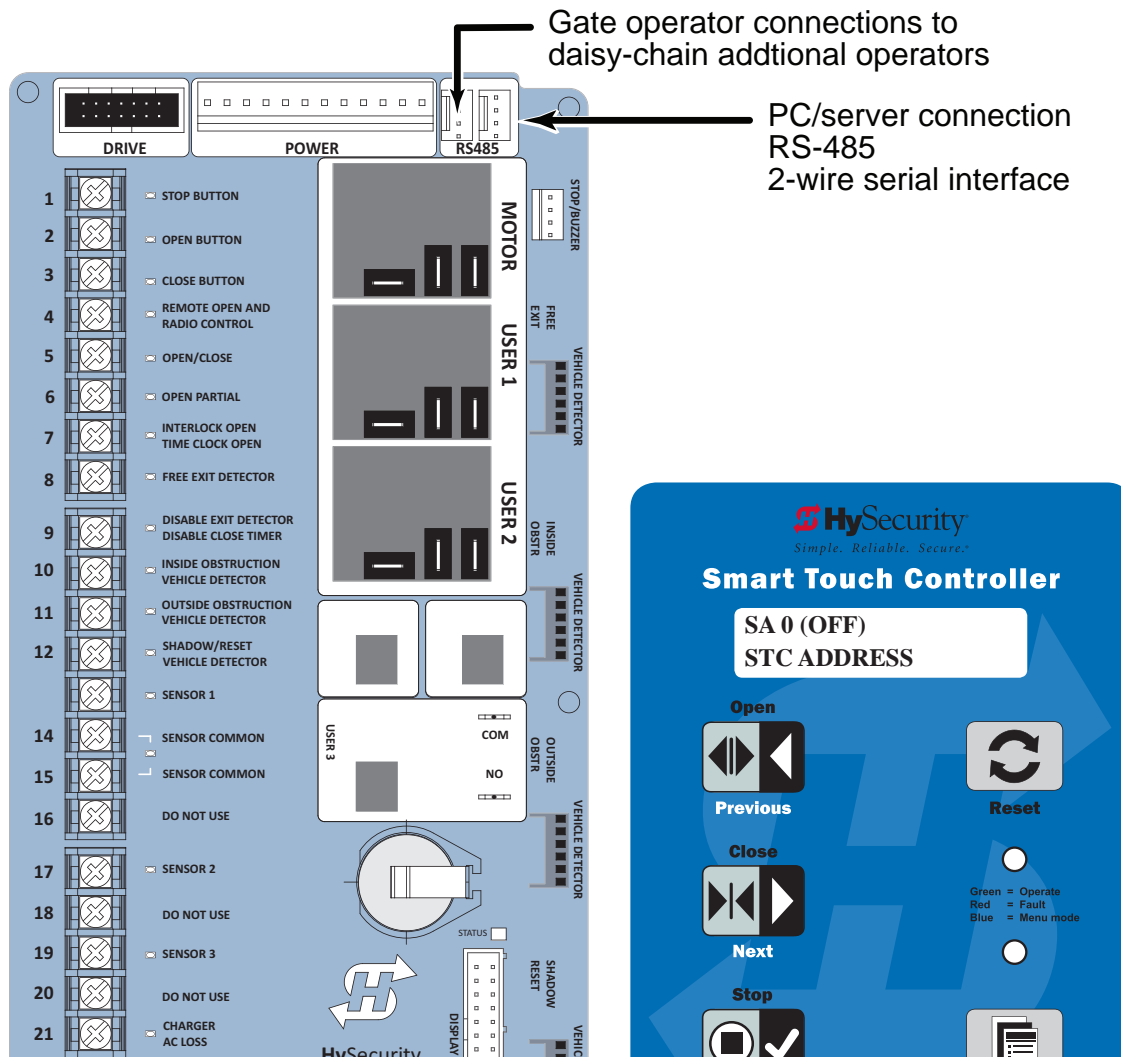 Gate operator connections to
daisy-chain addtional operators
PC/server connection
RS-485
2-wire serial interface
DRIVE
POWER
RS485
1
STOP BUTTON
2
OPEN BUTTON
3
CLOSE BUTTON
4
REMOTE OPEN AND
RADIO CONTROL
5
OPEN/CLOSE
6
OPEN PARTIAL
7
INTERLOCK OPEN
TIME CLOCK OPEN
8
FREE EXIT DETECTOR
9
DISABLE EXIT DETECTOR
DISABLE CLOSE TIMER
10
INSIDE OBSTRUCTION
VEHICLE DETECTOR
11
OUTSIDE OBSTRUCTION
VEHICLE DETECTOR
12
SHADOW/RESET
VEHICLE DETECTOR
SENSOR 1
14
SENSOR COMMON
15
SENSOR COMMON
16
DO NOT USE
17
SENSOR 2
18
DO NOT USE
19
SENSOR 3
20
DO NOT USE
21
CHARGER
AC LOSS
MOTOR
USER 1
USER 2
USER 3
COM
NO
STOP/BUZZER
FREE
EXIT
VEHICLE DETECTOR
INSIDE
OBSTR
VEHICLE DETECTOR
OUTSIDE
OBSTR
VEHICLE DETECTOR
STATUS
SHADOW
RESET
DISPLAY
HySecurity
HySecurity
Simple. Reliable. Secure.
Smart Touch Controller
SA 0 (OFF)
STC ADDRESS
Open
Previous
Reset
Close
Next
Green = Operate
Red = Fault
Blue = Menu mode
Stop